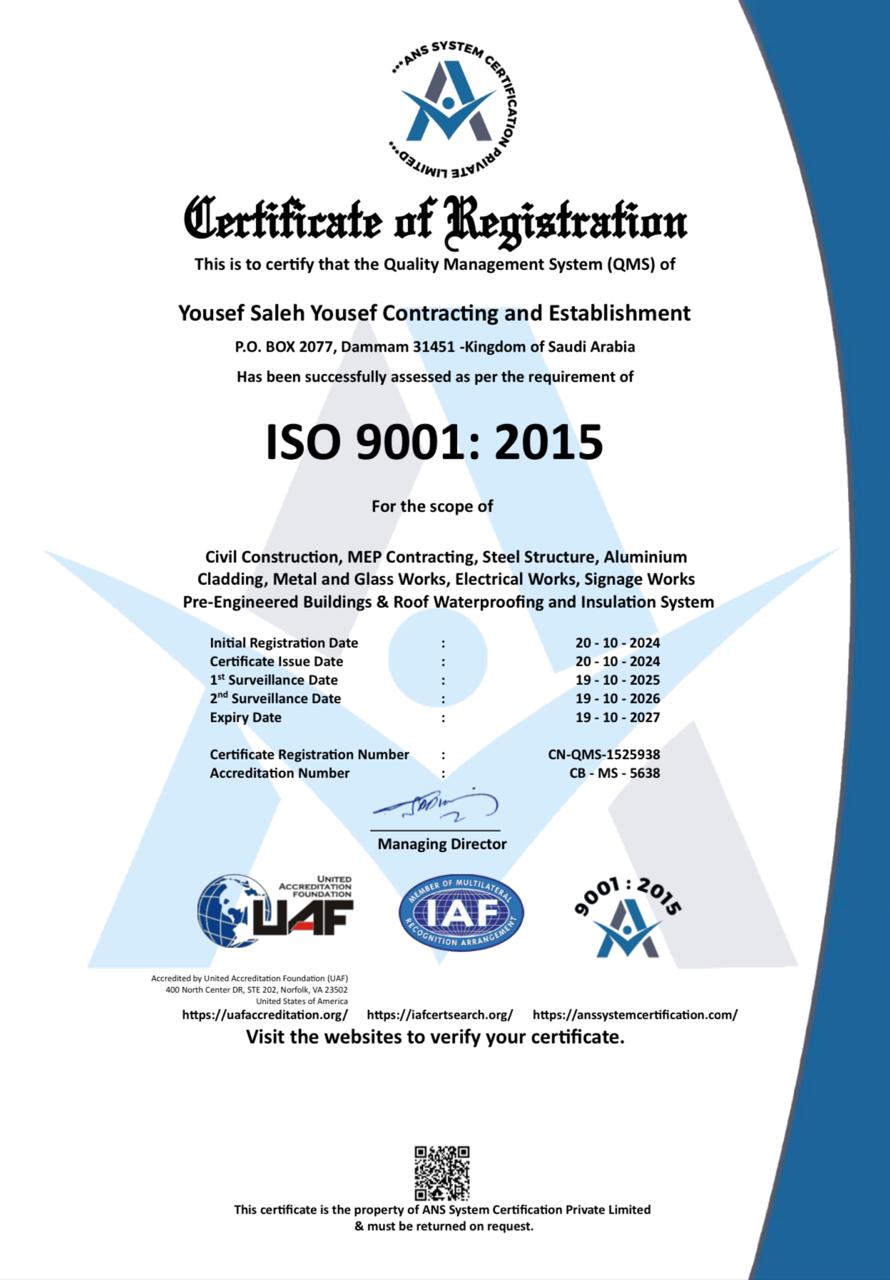 ***ANS SYSTEM CERTIFICATION PRIVATE LIMITED***
Certificate of Registration
This is to certify that the Quality Management System (QMS) of
Yousef Saleh Yousef Contracting and Establishment
P.O. BOX 2077, Dammam 31451 -Kingdom of Saudi Arabia
Has been successfully assessed as per the requirement of
ISO 9001: 2015
For the scope of
Civil Construction, MEP Contracting, Steel Structure, Aluminium
Cladding, Metal and Glass Works, Electrical Works, Signage Works
Pre-Engineered Buildings & Roof Waterproofing and Insulation System
Initial Registration Date : 20 - 10 - 2024
Certificate Issue Date : 20 - 10 - 2024
1st Surveillance Date : 19 - 10 - 2025
2nd Surveillance Date : 19 - 10 - 2026
Expiry Date : 19 - 10 - 2027
Certificate Registration Number : CN-QMS-1525938
Accreditation Number : CB - MS - 5638
Managing Director
UNITED
ACCREDITATION
FOUNDATION
UAF
MEMBER OF MULTILATERAL
IAF
RECOGNITION ARRANGEMENT
9001 : 2015
Accredited by United Accreditation Foundation (UAF)
400 North Center DR, STE 202, Norfolk, VA 23502
United States of America
https://uafaccreditation.org/ https://iafcertsearch.org/ https://anssystemcertification.com/
Visit the websites to verify your certificate.
This certificate is the property of ANS System Certification Private Limited
& must be returned on request.